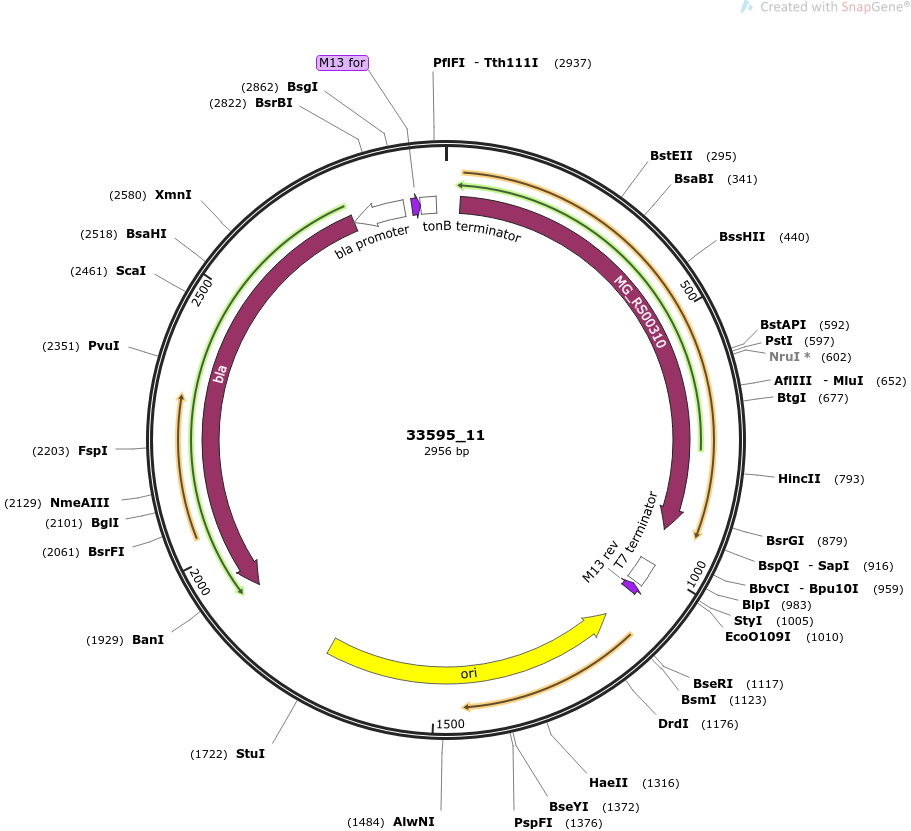 Created with SnapGene®
M13 for
PflFI - Tth111I (2937)
(2862) BsgI
(2822) BsrBI
BstEII (295)
BsaBI (341)
(2580) XmnI
(2518) BsaHI
(2461) ScaI
BssHII (440)
bla promoter
tonB terminator
2500
500
MG_RS00310
BstAPI (592)
PstI (597)
NruI * (602)
(2351) PvuI
AflIII - MluI (652)
BtgI (677)
bla
33595_11
2956 bp
(2203) FspI
HincII (793)
(2129) NmeAIII
(2101) BglI
(2061) BsrFI
BsrGI (879)
M13 rev
T7 terminator
BspQI - SapI (916)
2000
1000
BbvCI - Bpu10I (959)
BlpI (983)
StyI (1005)
EcoO109I (1010)
(1929) BanI
ori
BseRI (1117)
BsmI (1123)
DrdI (1176)
1500
(1722) StuI
HaeII (1316)
BseYI (1372)
(1484) AlwNI
PspFI (1376)